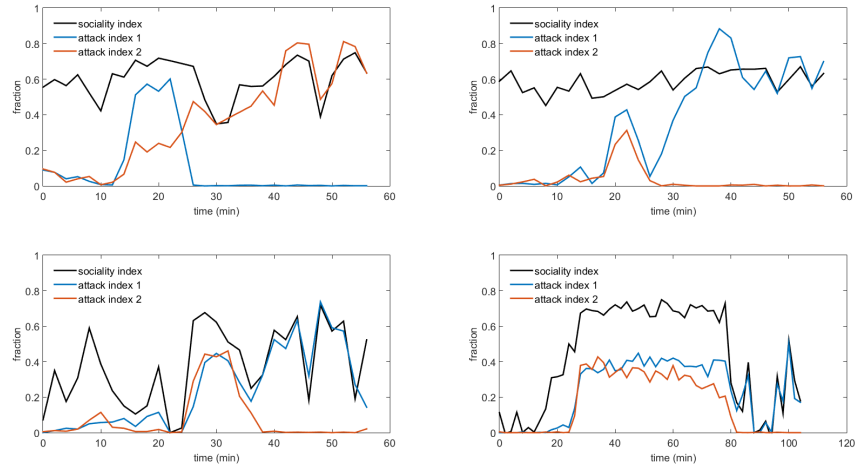 1
0.8
0.6
0.4
0.2
0
fraction
sociality index
attack index 1
attack index 2
0 10 20 30 40 50 60
time (min)
1
0.8
0.6
0.4
0.2
0
fraction
sociality index
attack index 1
attack index 2
0 10 20 30 40 50 60
time (min)
1
0.8
0.6
0.4
0.2
0
fraction
sociality index
attack index 1
attack index 2
0 10 20 30 40 50 60
time (min)
1
0.8
0.6
0.4
0.2
0
fraction
sociality index
attack index 1
attack index 2
0 20 40 60 80 100 120
time (min)